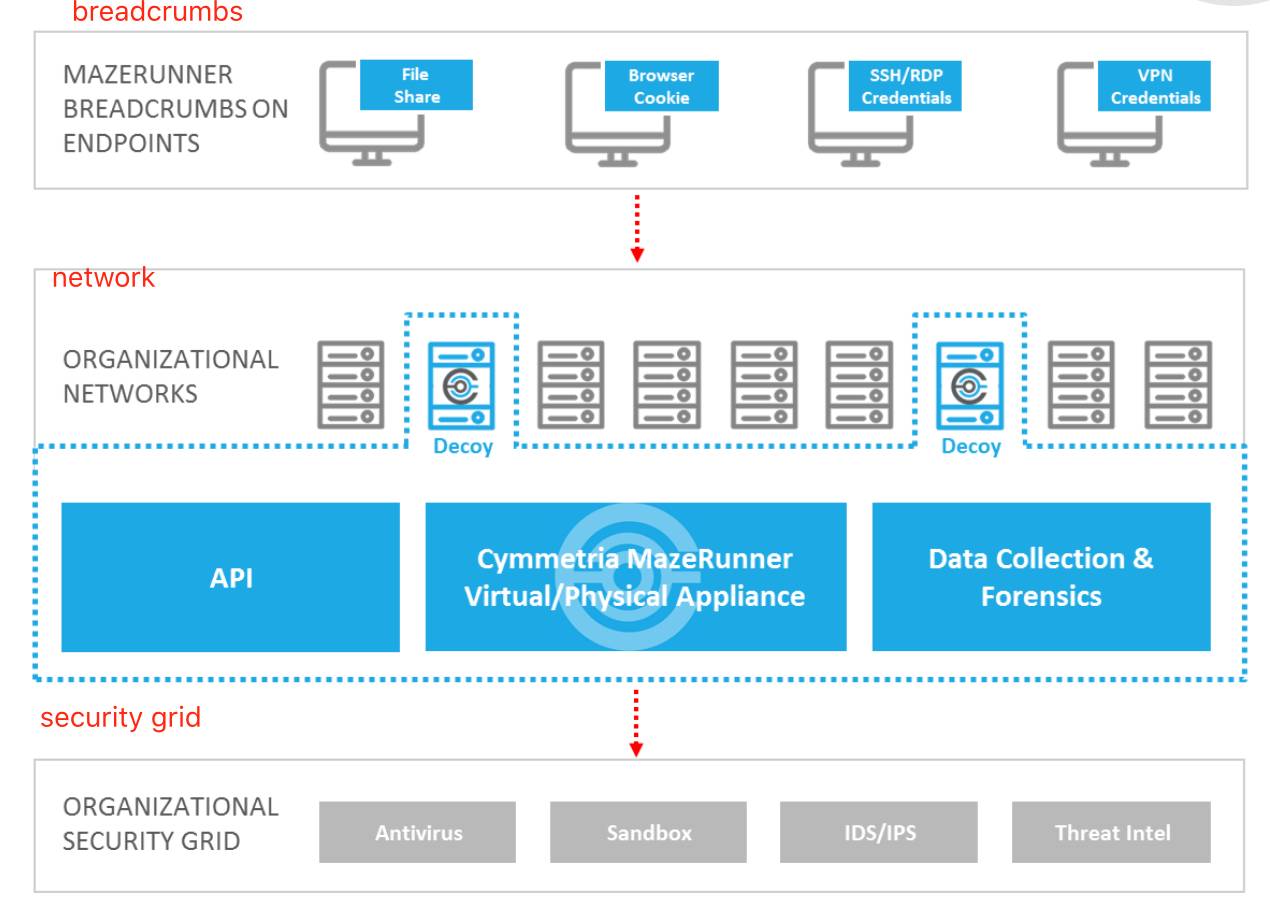 breadcrumbs
MAZERUNNER
BREADCRUMBS ON
ENDPOINTS
File
Share
Browser
Cookie
SSH/RDP
Credentials
VPN
Credentials
network
ORGANIZATIONAL
NETWORKS
Decoy
Decoy
API
Cymmetria MazeRunner
Virtual/Physical Appliance
Data Collection &
Forensics
security grid
ORGANIZATIONAL
SECURITY GRID
Antivirus
Sandbox
IDS/IPS
Threat Intel